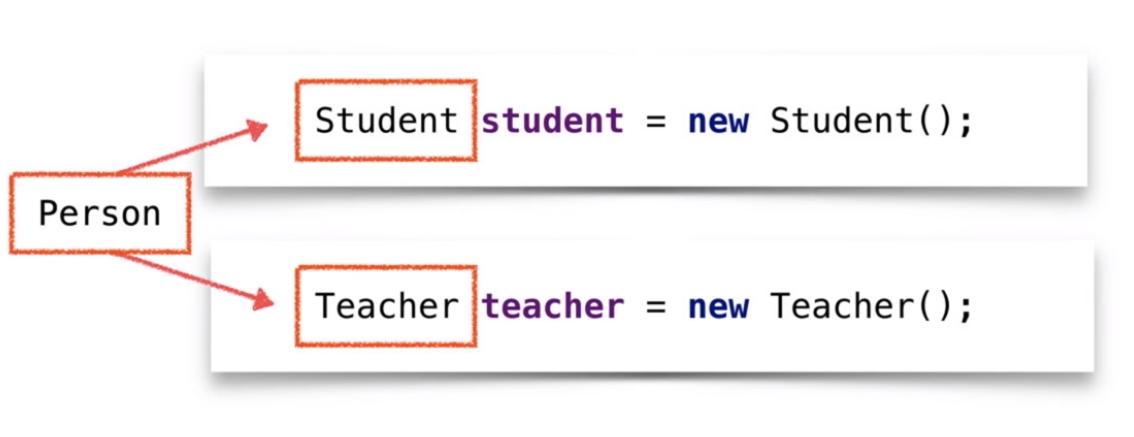 Student student = new Student();
Person
Teacher teacher = new Teacher();